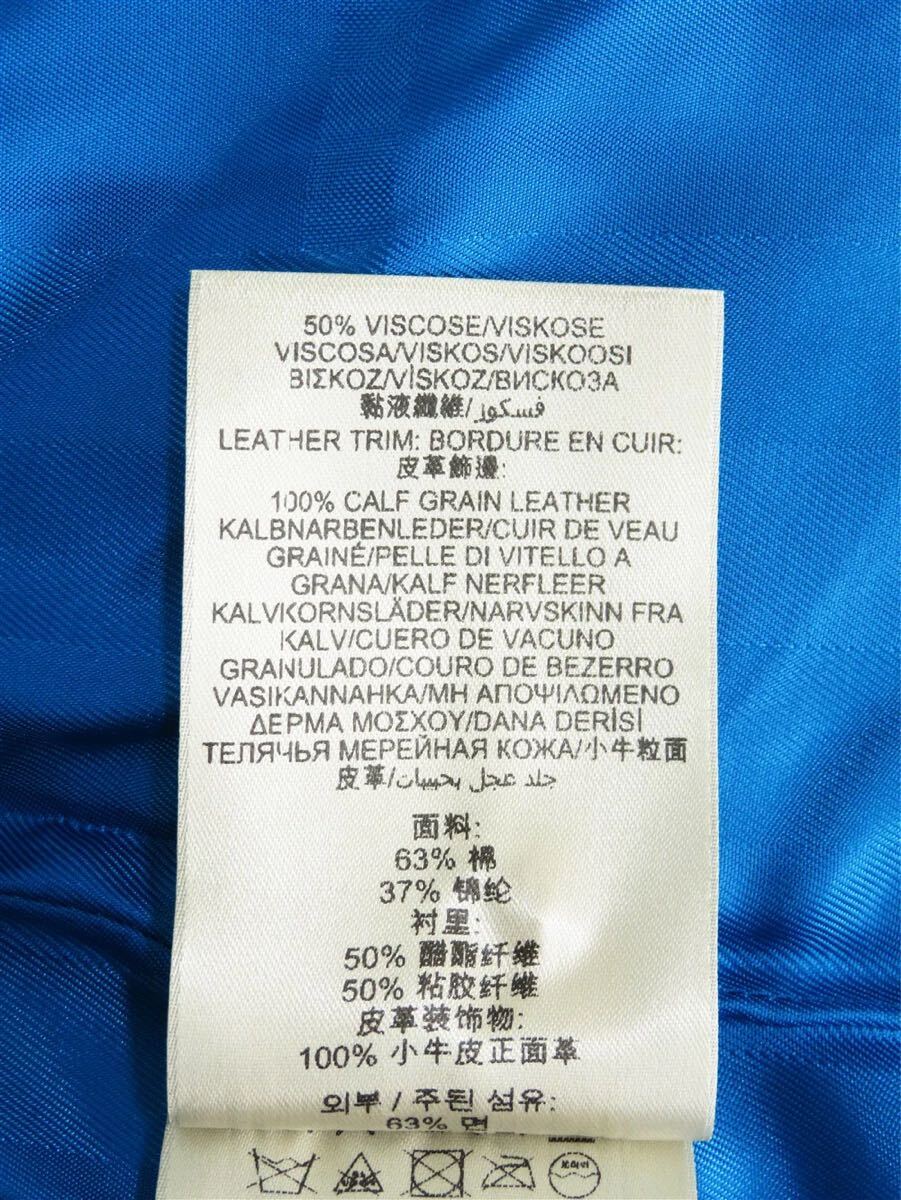 50% VISCOSE/VISKOSE
VISCOSA/VISKOS/VISKOOSI
ΒΙΣΚΟΖ/VİSKOZ/ВИСКОЗА
黏液纖維/فسكوز
LEATHER TRIM: BORDURE EN CUIR:
皮革飾邊:
100% CALF GRAIN LEATHER
KALBNARBENLEDER/CUIR DE VEAU
GRAINÉ/PELLE DI VITELLO A
GRANA/KALF NERFLEER
KALVKORNSLÄDER/NARVSKINN FRA
KALV/CUERO DE VACUNO
GRANULADO/COURO DE BEZERRO
VASIKANNAHKA/ΜΗ ΑΠΟΨΙΛΩΜΕΝΟ
ΔΕΡΜΑ ΜΟΣΧΟΥ/DANA DERİSİ
ТЕЛЯЧЬЯ МЕРЕЙНАЯ КОЖА/小牛粒面
皮革/جلد عجل بحبيبات
面料:
63% 棉
37% 锦纶
衬里:
50% 醋酯纤维
50% 粘胶纤维
皮革装饰物:
100% 小牛皮正面革
외부 / 주된 섬유:
63% 면